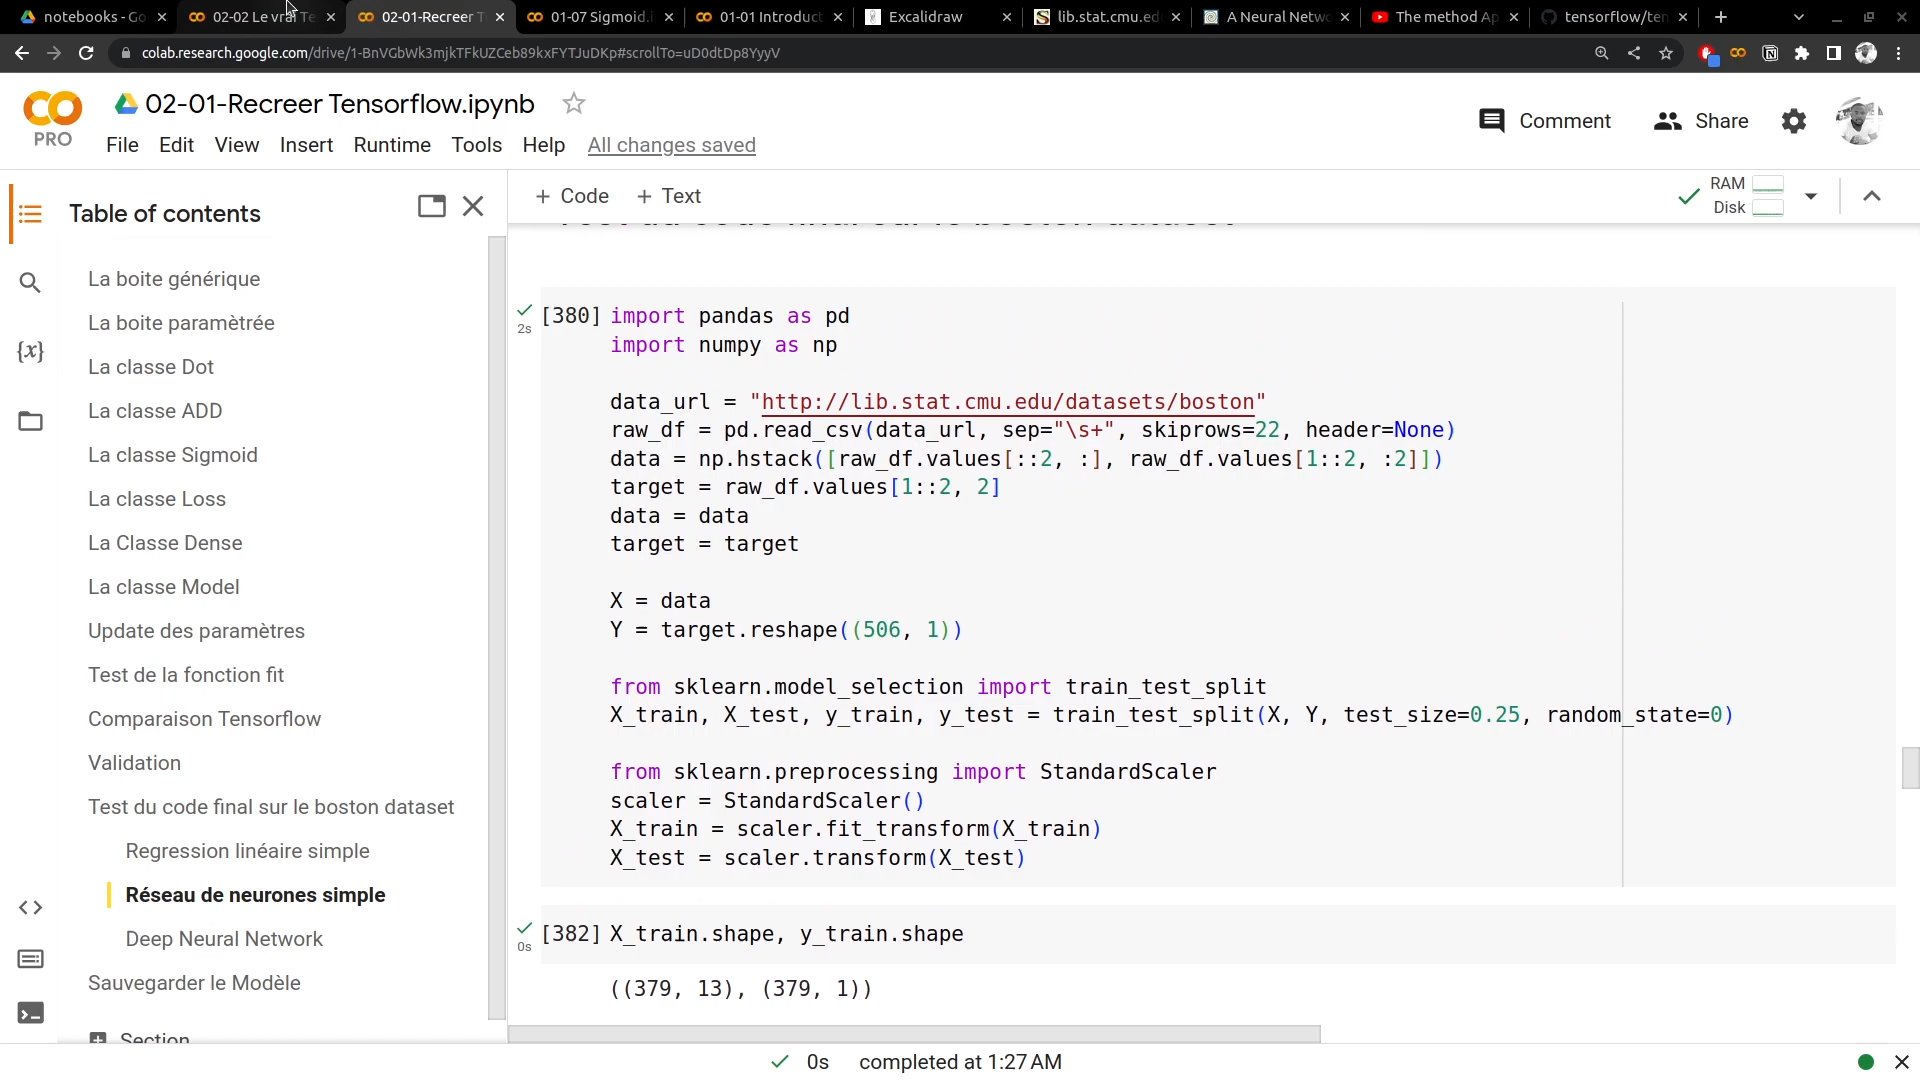 notebooks - Go
02-02 Le vrai Te
02-01-Recreer T
01-07 Sigmoid.i
01-01 Introduct
Excalidraw
lib.stat.cmu.ed
A Neural Netwo
The method Ap
tensorflow/ten
colab.research.google.com/drive/1-BnVGbWk3mjkTFkUZCeb89kxFYTJuDKp#scrollTo=uD0dtDp8YyyV
PRO
02-01-Recreer Tensorflow.ipynb
File Edit View Insert Runtime Tools Help All changes saved
Comment
Share
Table of contents
La boite générique
La boite paramètrée
La classe Dot
La classe ADD
La classe Sigmoid
La classe Loss
La Classe Dense
La classe Model
Update des paramètres
Test de la fonction fit
Comparaison Tensorflow
Validation
Test du code final sur le boston dataset
Regression linéaire simple
Réseau de neurones simple
Deep Neural Network
Sauvegarder le Modèle
Section
+ Code + Text
RAM
Disk
Test du code final sur le boston dataset
2s
[380] import pandas as pd
import numpy as np
data_url = "http://lib.stat.cmu.edu/datasets/boston"
raw_df = pd.read_csv(data_url, sep="\s+", skiprows=22, header=None)
data = np.hstack([raw_df.values[::2, :], raw_df.values[1::2, :2]])
target = raw_df.values[1::2, 2]
data = data
target = target
X = data
Y = target.reshape((506, 1))
from sklearn.model_selection import train_test_split
X_train, X_test, y_train, y_test = train_test_split(X, Y, test_size=0.25, random_state=0)
from sklearn.preprocessing import StandardScaler
scaler = StandardScaler()
X_train = scaler.fit_transform(X_train)
X_test = scaler.transform(X_test)
0s
[382] X_train.shape, y_train.shape
((379, 13), (379, 1))
0s completed at 1:27 AM